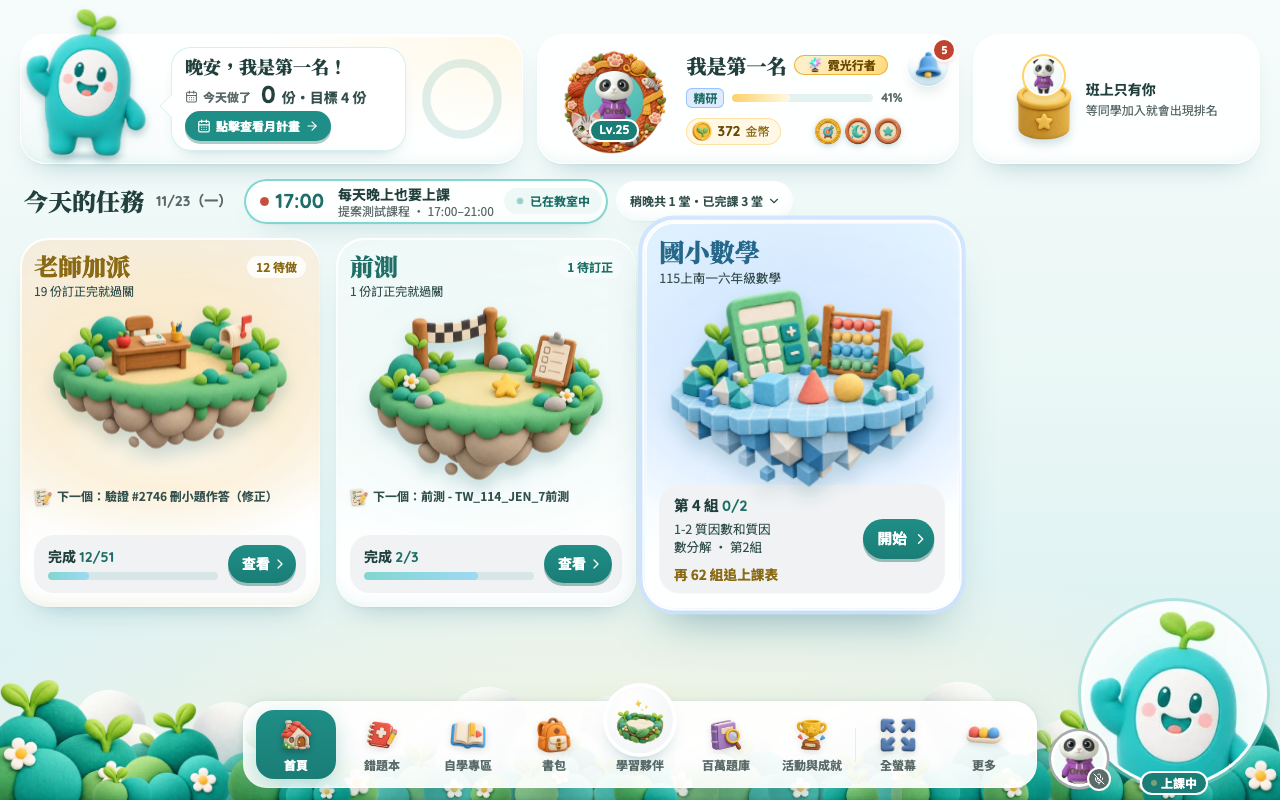 晚安，我是第一名！
今天做了 0 份・目標 4 份
點擊查看月計畫
我是第一名 霓光行者
精研 41%
Lv.25
372 金幣
5
班上只有你
等同學加入就會出現排名
今天的任務 11/23（一）
17:00 每天晚上也要上課
提案測試課程 ・ 17:00–21:00
已在教室中
稍晚共 1 堂・已完課 3 堂
老師加派 12 待做
19 份訂正完就過關
下一個：驗證 #2746 刪小題作答（修正）
完成 12/51
查看
前測 1 待訂正
1 份訂正完就過關
下一個：前測 - TW_114_JEN_7前測
完成 2/3
查看
國小數學
115上南一六年級數學
第 4 組 0/2
1-2 質因數和質因
數分解 ・ 第2組
再 62 組追上課表
開始
首頁
錯題本
自學專區
書包
學習夥伴
百萬題庫
活動與成就
全螢幕
更多
上課中